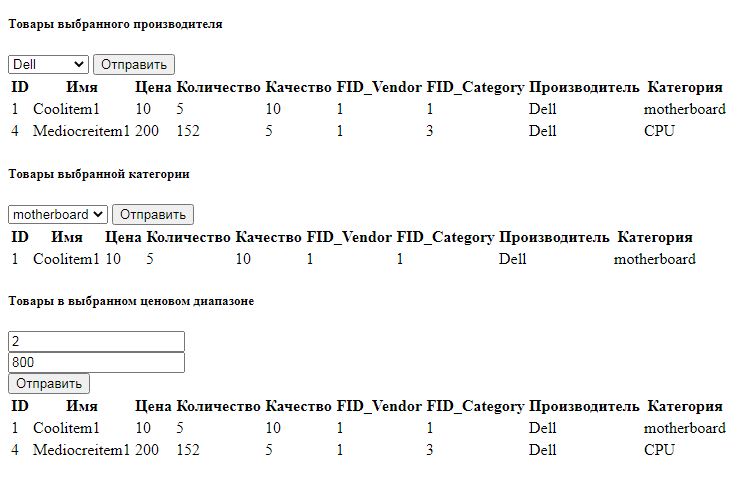 Товары выбранного производителя
Dell Отправить
ID Имя Цена Количество Качество FID_Vendor FID_Category Производитель Категория
1 Coolitem1 10 5 10 1 1 Dell motherboard
4 Mediocreitem1 200 152 5 1 3 Dell CPU
Товары выбранной категории
motherboard Отправить
ID Имя Цена Количество Качество FID_Vendor FID_Category Производитель Категория
1 Coolitem1 10 5 10 1 1 Dell motherboard
Товары в выбранном ценовом диапазоне
2
800
Отправить
ID Имя Цена Количество Качество FID_Vendor FID_Category Производитель Категория
1 Coolitem1 10 5 10 1 1 Dell motherboard
4 Mediocreitem1 200 152 5 1 3 Dell CPU